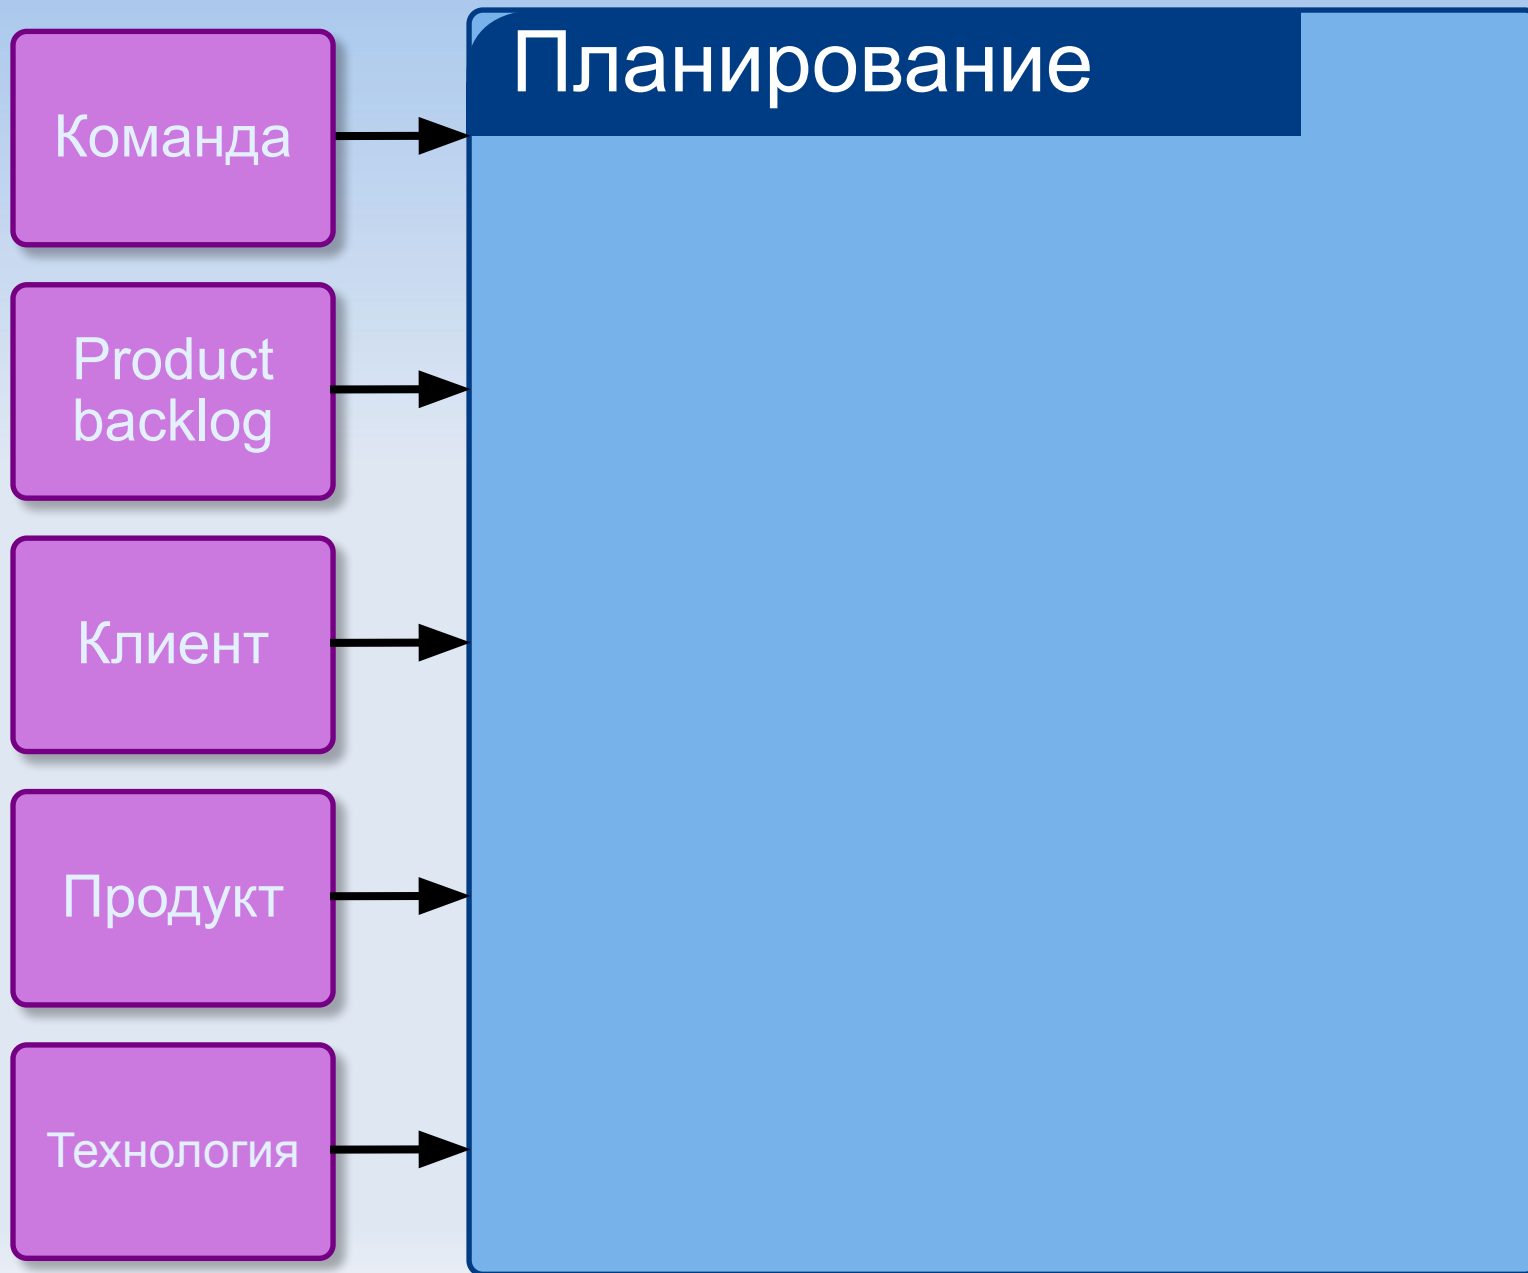 Планирование
Команда
Product
backlog
Клиент
Продукт
Технология